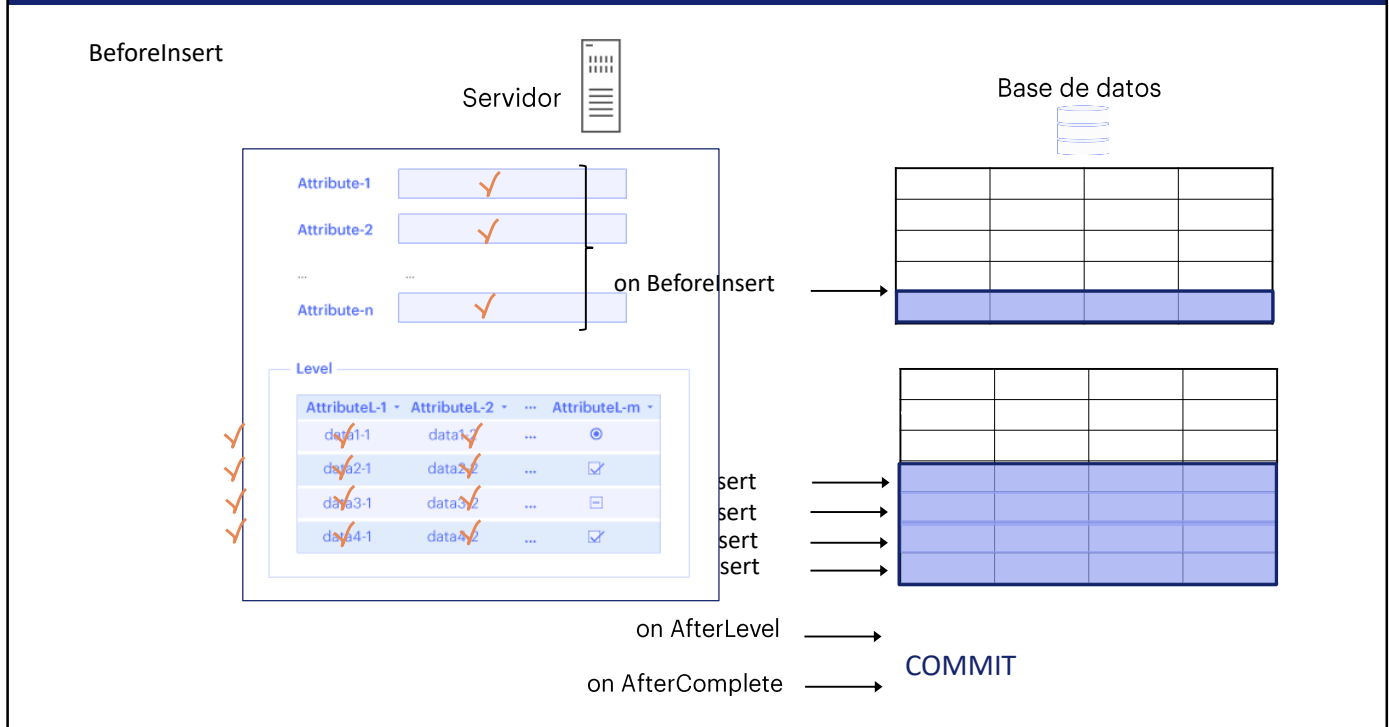 BeforeInsert
Servidor
Base de datos
Attribute-1
Attribute-2
... ...
on BeforeInsert
Attribute-n
Level
AttributeL-1 AttributeL-2 ... AttributeL-m
data1-1 data1-2 ...
data2-1 data2-2 ...
sert
data3-1 data3-2 ...
sert
data4-1 data4-2 ...
sert
sert
on AfterLevel
COMMIT
on AfterComplete